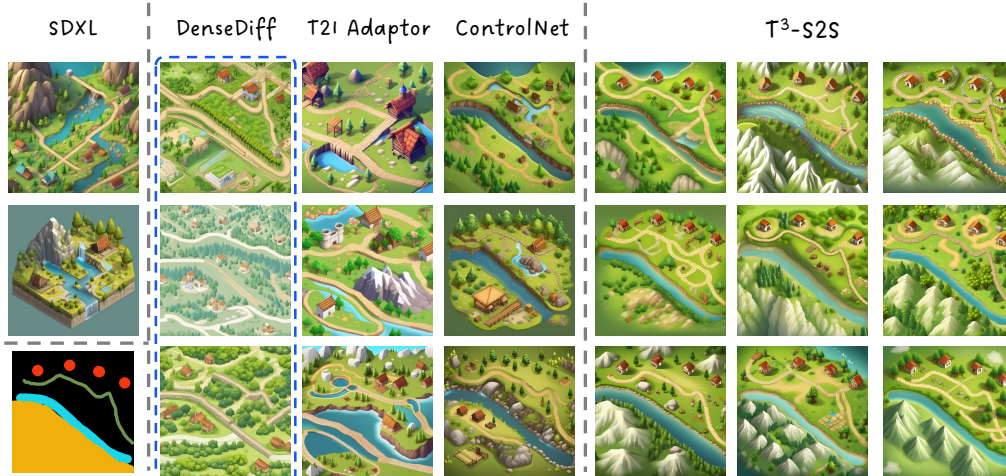 SDXL
DenseDiff
T2I Adaptor
ControlNet
T³-S2S